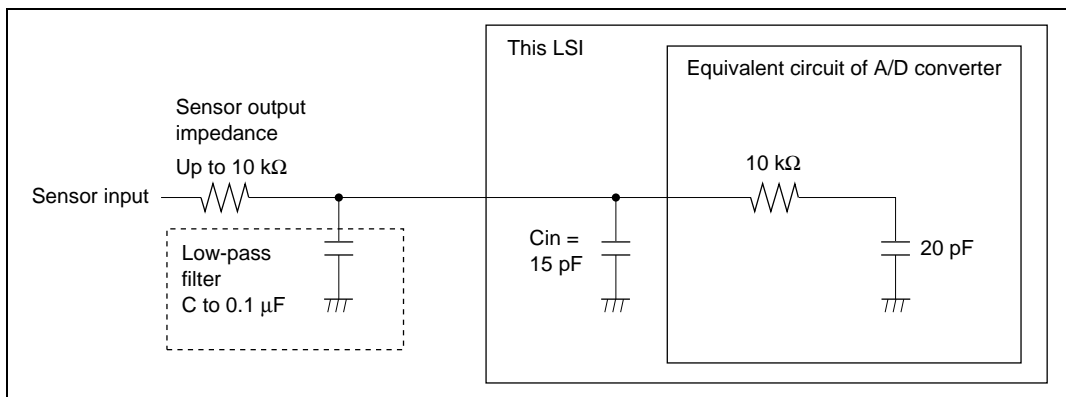 This LSI
Equivalent circuit of A/D converter
Sensor output
impedance
Up to 10 kΩ
10 kΩ
Sensor input
Low-pass
filter
C to 0.1 μF
Cin =
15 pF
20 pF